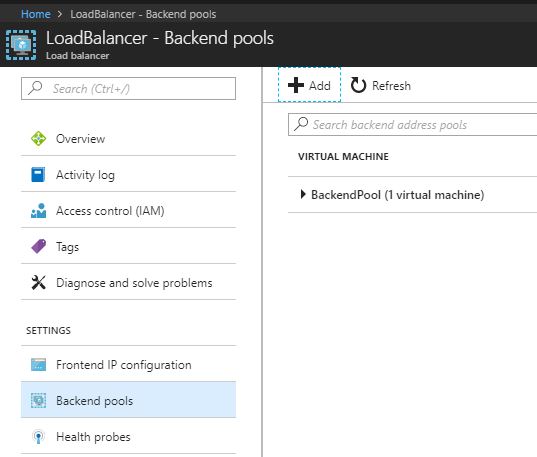 Home > LoadBalancer - Backend pools
LoadBalancer - Backend pools
Load balancer
Search (Ctrl+/)
Overview
Activity log
Access control (IAM)
Tags
Diagnose and solve problems
SETTINGS
Frontend IP configuration
Backend pools
Health probes
Add Refresh
Search backend address pools
VIRTUAL MACHINE
BackendPool (1 virtual machine)